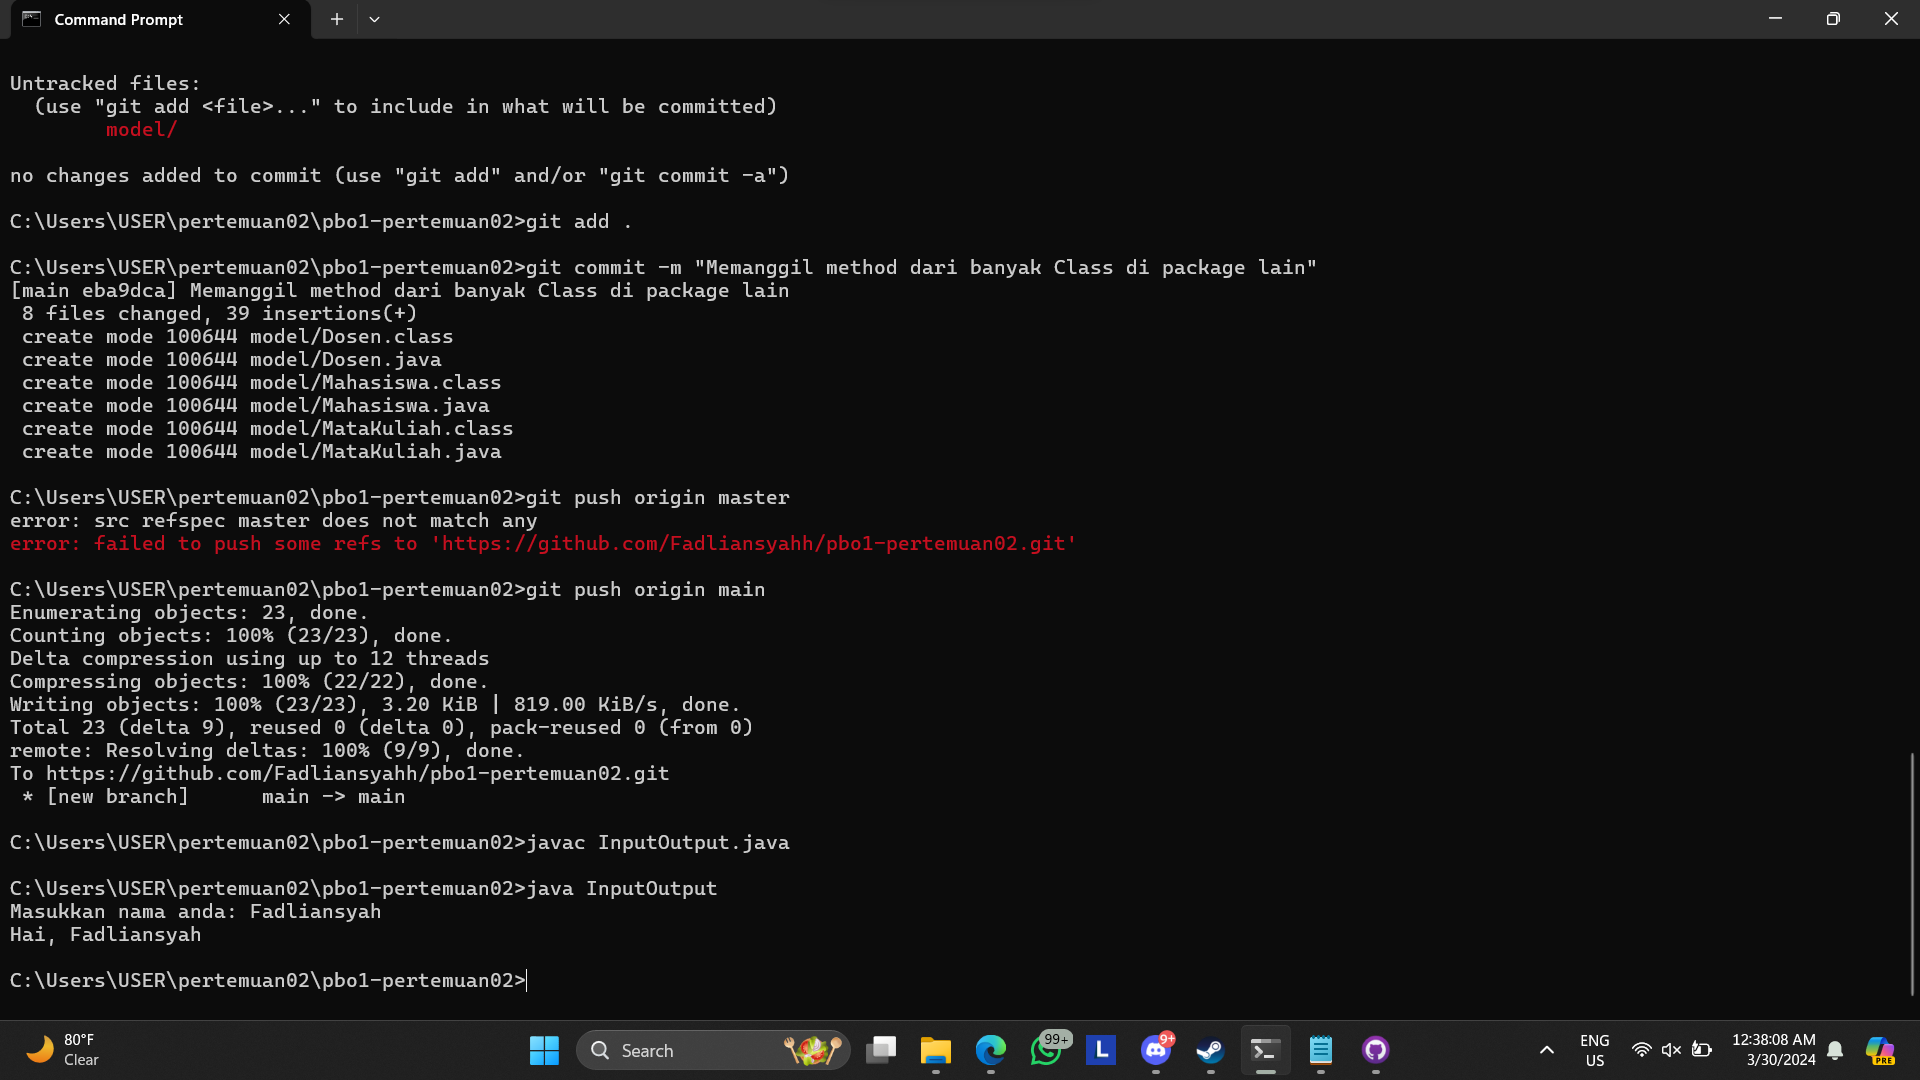 Command Prompt
Untracked files:
  (use "git add <file>..." to include in what will be committed)
        model/
no changes added to commit (use "git add" and/or "git commit -a")
C:\Users\USER\pertemuan02\pbo1-pertemuan02>git add .
C:\Users\USER\pertemuan02\pbo1-pertemuan02>git commit -m "Memanggil method dari banyak Class di package lain"
[main eba9dca] Memanggil method dari banyak Class di package lain
 8 files changed, 39 insertions(+)
 create mode 100644 model/Dosen.class
 create mode 100644 model/Dosen.java
 create mode 100644 model/Mahasiswa.class
 create mode 100644 model/Mahasiswa.java
 create mode 100644 model/MataKuliah.class
 create mode 100644 model/MataKuliah.java
C:\Users\USER\pertemuan02\pbo1-pertemuan02>git push origin master
error: src refspec master does not match any
error: failed to push some refs to 'https://github.com/Fadliansyahh/pbo1-pertemuan02.git'
C:\Users\USER\pertemuan02\pbo1-pertemuan02>git push origin main
Enumerating objects: 23, done.
Counting objects: 100% (23/23), done.
Delta compression using up to 12 threads
Compressing objects: 100% (22/22), done.
Writing objects: 100% (23/23), 3.20 KiB | 819.00 KiB/s, done.
Total 23 (delta 9), reused 0 (delta 0), pack-reused 0 (from 0)
remote: Resolving deltas: 100% (9/9), done.
To https://github.com/Fadliansyahh/pbo1-pertemuan02.git
 * [new branch]      main -> main
C:\Users\USER\pertemuan02\pbo1-pertemuan02>javac InputOutput.java
C:\Users\USER\pertemuan02\pbo1-pertemuan02>java InputOutput
Masukkan nama anda: Fadliansyah
Hai, Fadliansyah
C:\Users\USER\pertemuan02\pbo1-pertemuan02>
80°F
Clear
Search
99+
L
9+
ENG
US
12:38:08 AM
3/30/2024
PRE